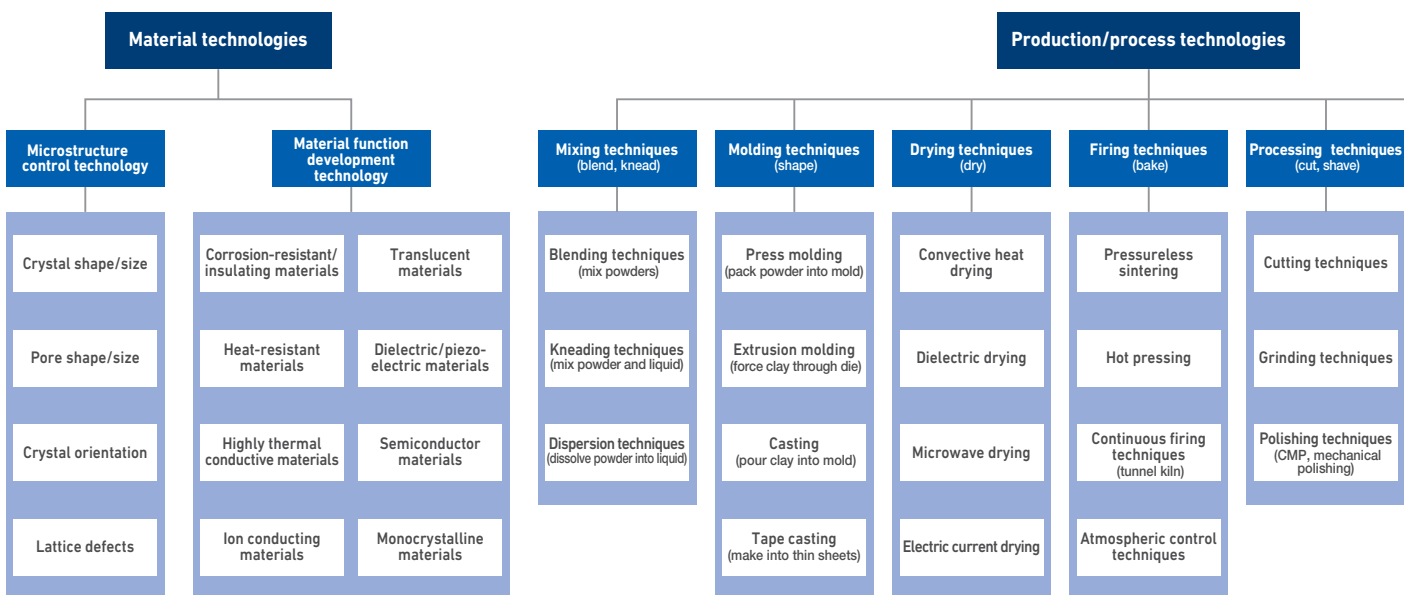 Material technologies
Production/process technologies
Microstructure
control technology
Material function
development
technology
Mixing techniques
(blend, knead)
Molding techniques
(shape)
Drying techniques
(dry)
Firing techniques
(bake)
Processing techniques
(cut, shave)
Crystal shape/size
Pore shape/size
Crystal orientation
Lattice defects
Corrosion-resistant/
insulating materials
Heat-resistant
materials
Highly thermal
conductive materials
Ion conducting
materials
Translucent
materials
Dielectric/piezo-
electric materials
Semiconductor
materials
Monocrystalline
materials
Blending techniques
(mix powders)
Kneading techniques
(mix powder and liquid)
Dispersion techniques
(dissolve powder into liquid)
Press molding
(pack powder into mold)
Extrusion molding
(force clay through die)
Casting
(pour clay into mold)
Tape casting
(make into thin sheets)
Convective heat
drying
Dielectric drying
Microwave drying
Electric current drying
Pressureless
sintering
Hot pressing
Continuous firing
techniques
(tunnel kiln)
Atmospheric control
techniques
Cutting techniques
Grinding techniques
Polishing techniques
(CMP, mechanical
polishing)